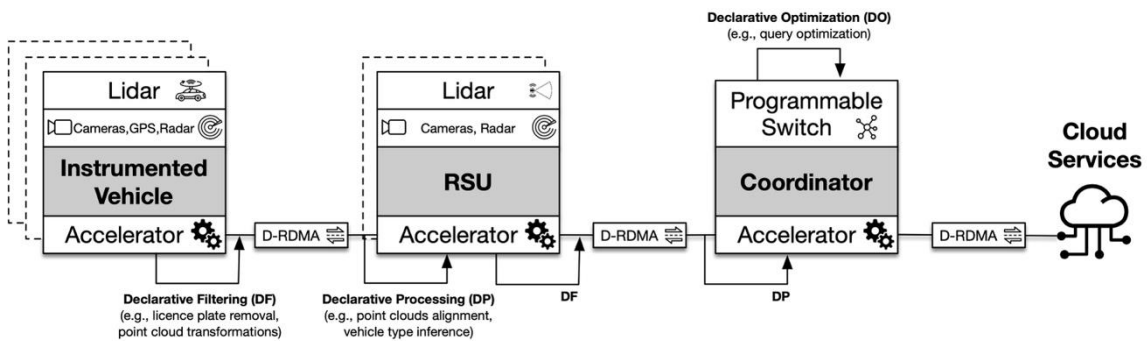 Declarative Optimization (DO)
(e.g., query optimization)
Lidar
Cameras,GPS,Radar
Instrumented
Vehicle
Accelerator
D-RDMA
Declarative Filtering (DF)
(e.g., licence plate removal,
point cloud transformations)
Lidar
Cameras, Radar
RSU
Accelerator
Declarative Processing (DP)
(e.g., point clouds alignment,
vehicle type inference)
DF
D-RDMA
Programmable
Switch
Coordinator
Accelerator
DP
D-RDMA
Cloud
Services